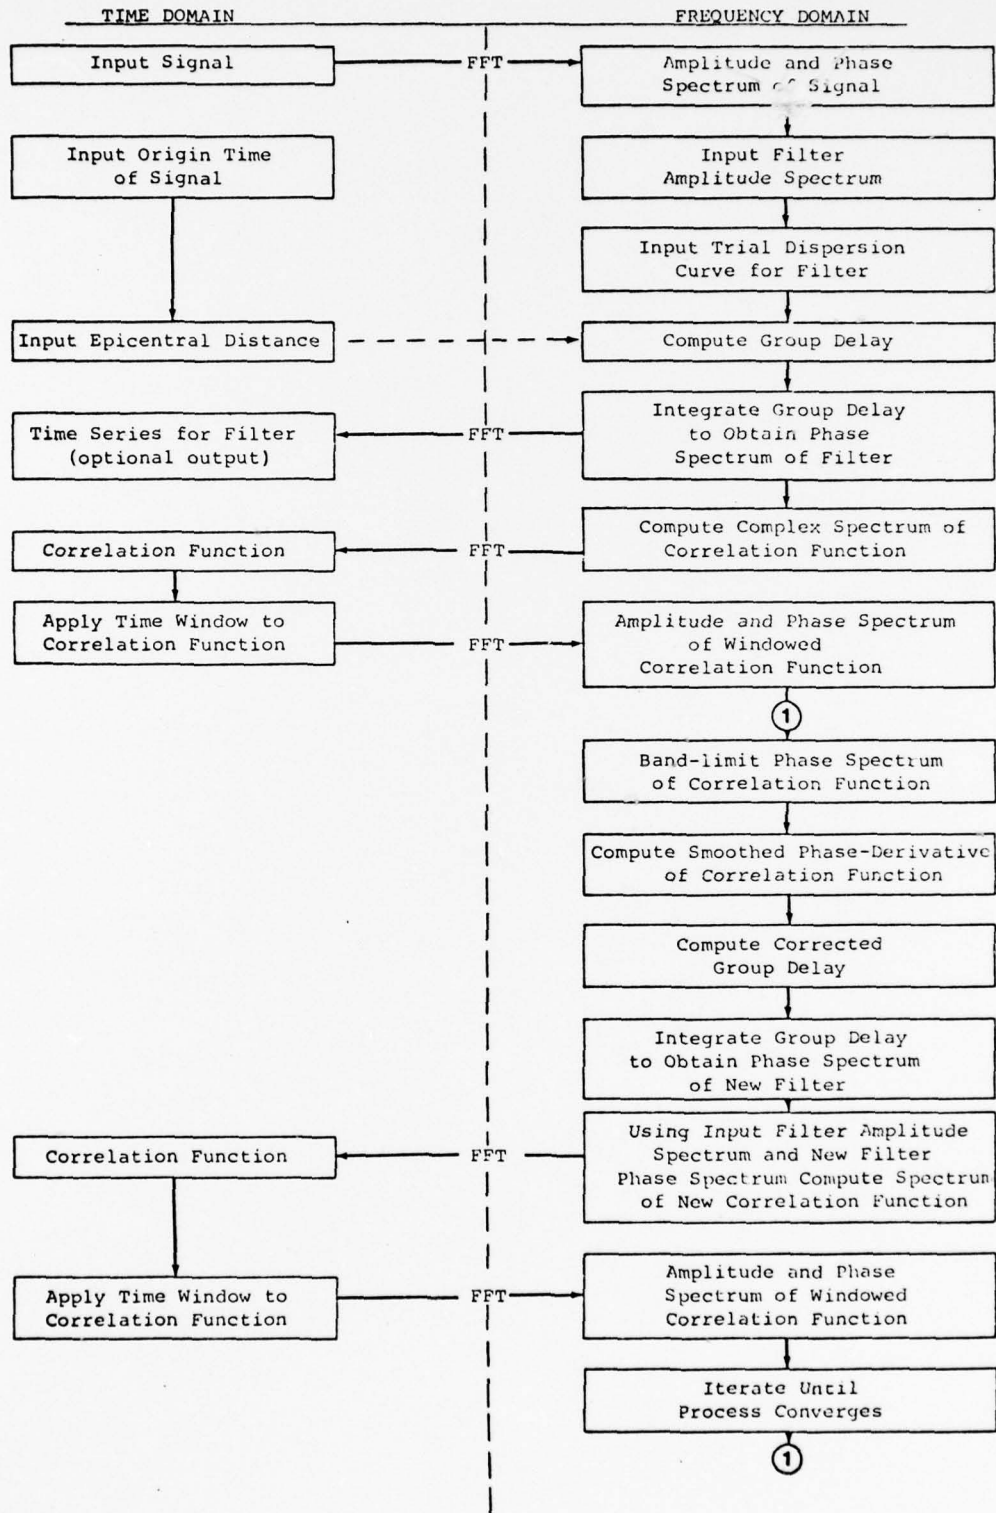 TIME DOMAIN
FREQUENCY DOMAIN
Input Signal
FFT
Amplitude and Phase
Spectrum of Signal
Input Origin Time
of Signal
Input Filter
Amplitude Spectrum
Input Trial Dispersion
Curve for Filter
Input Epicentral Distance
Compute Group Delay
Time Series for Filter
(optional output)
FFT
Integrate Group Delay
to Obtain Phase
Spectrum of Filter
Correlation Function
FFT
Compute Complex Spectrum of
Correlation Function
Apply Time Window to
Correlation Function
FFT
Amplitude and Phase Spectrum
of Windowed
Correlation Function
1
Band-limit Phase Spectrum
of Correlation Function
Compute Smoothed Phase-Derivative
of Correlation Function
Compute Corrected
Group Delay
Integrate Group Delay
to Obtain Phase Spectrum
of New Filter
Correlation Function
FFT
Using Input Filter Amplitude
Spectrum and New Filter
Phase Spectrum Compute Spectrum
of New Correlation Function
Apply Time Window to
Correlation Function
FFT
Amplitude and Phase
Spectrum of Windowed
Correlation Function
Iterate Until
Process Converges
1